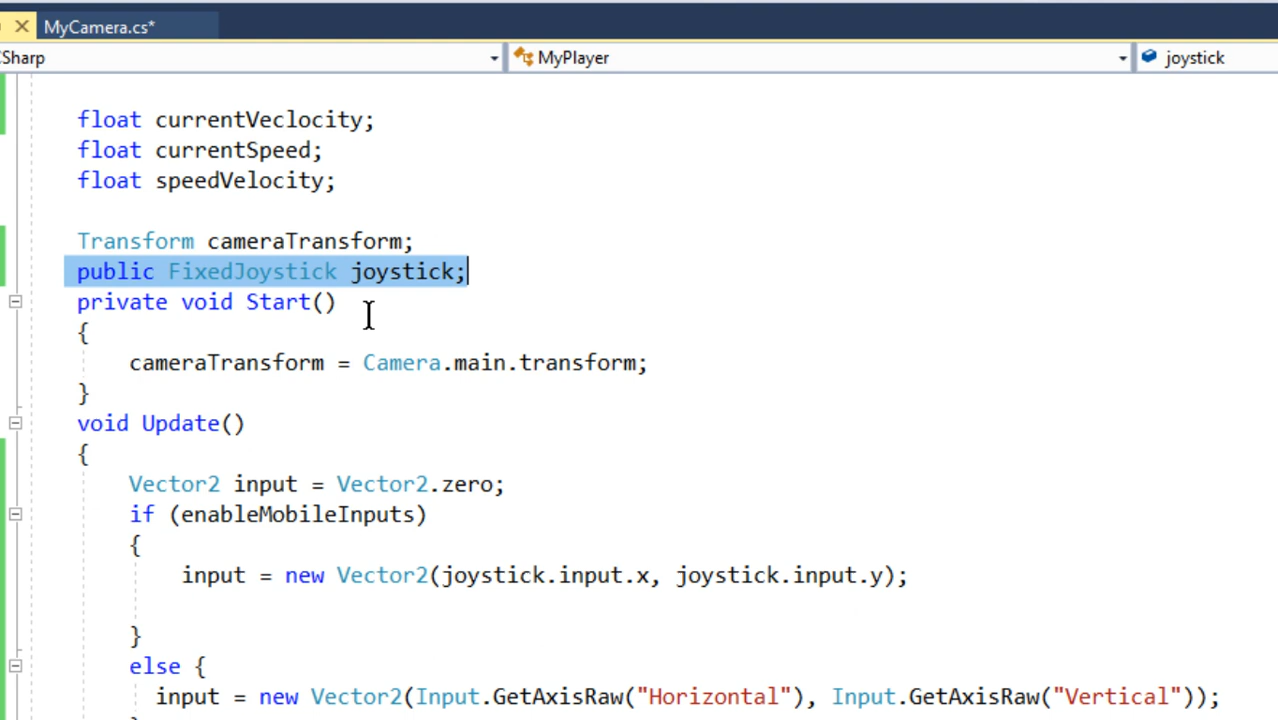 MyCamera.cs*
CSharp MyPlayer joystick
float currentVeclocity;
float currentSpeed;
float speedVelocity;
Transform cameraTransform;
public FixedJoystick joystick;
private void Start()
{
cameraTransform = Camera.main.transform;
}
void Update()
{
Vector2 input = Vector2.zero;
if (enableMobileInputs)
{
input = new Vector2(joystick.input.x, joystick.input.y);
}
else {
input = new Vector2(Input.GetAxisRaw("Horizontal"), Input.GetAxisRaw("Vertical"));